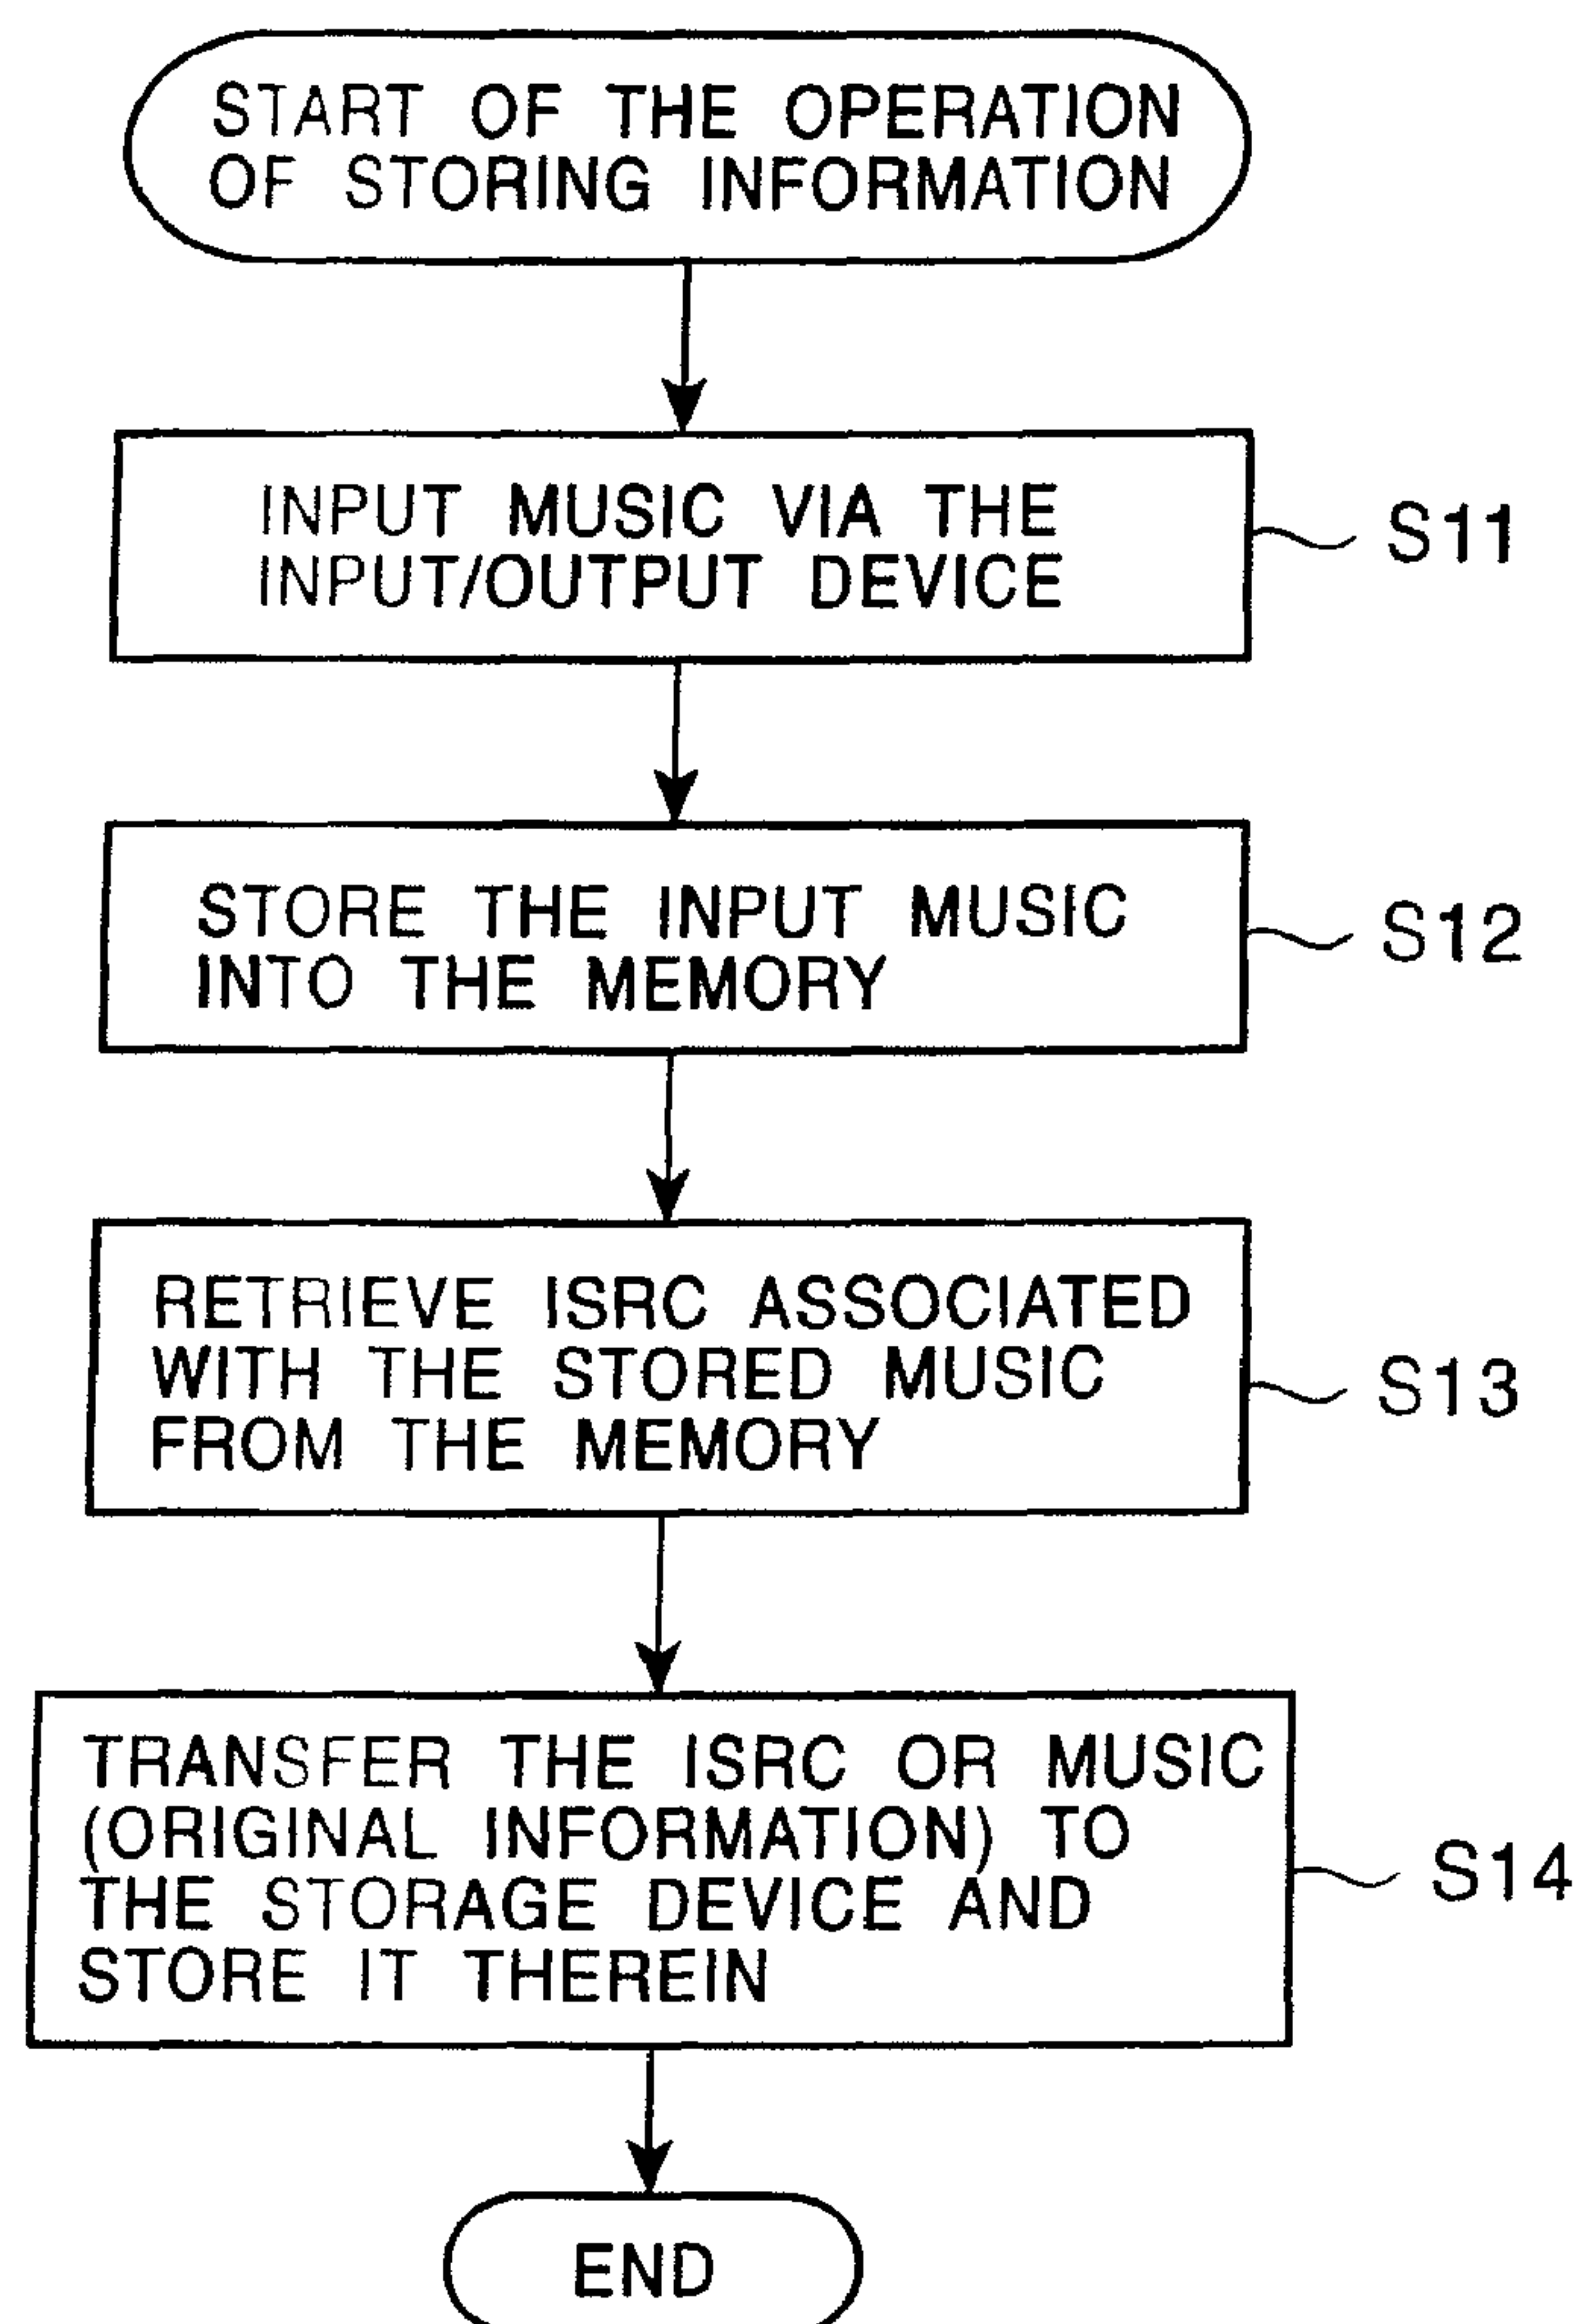 START OF THE OPERATION
OF STORING INFORMATION
INPUT MUSIC VIA THE
INPUT/OUTPUT DEVICE
S11
STORE THE INPUT MUSIC
INTO THE MEMORY
S12
RETRIEVE ISRC ASSOCIATED
WITH THE STORED MUSIC
FROM THE MEMORY
S13
TRANSFER THE ISRC OR MUSIC
(ORIGINAL INFORMATION) TO
THE STORAGE DEVICE AND
STORE IT THEREIN
S14
END